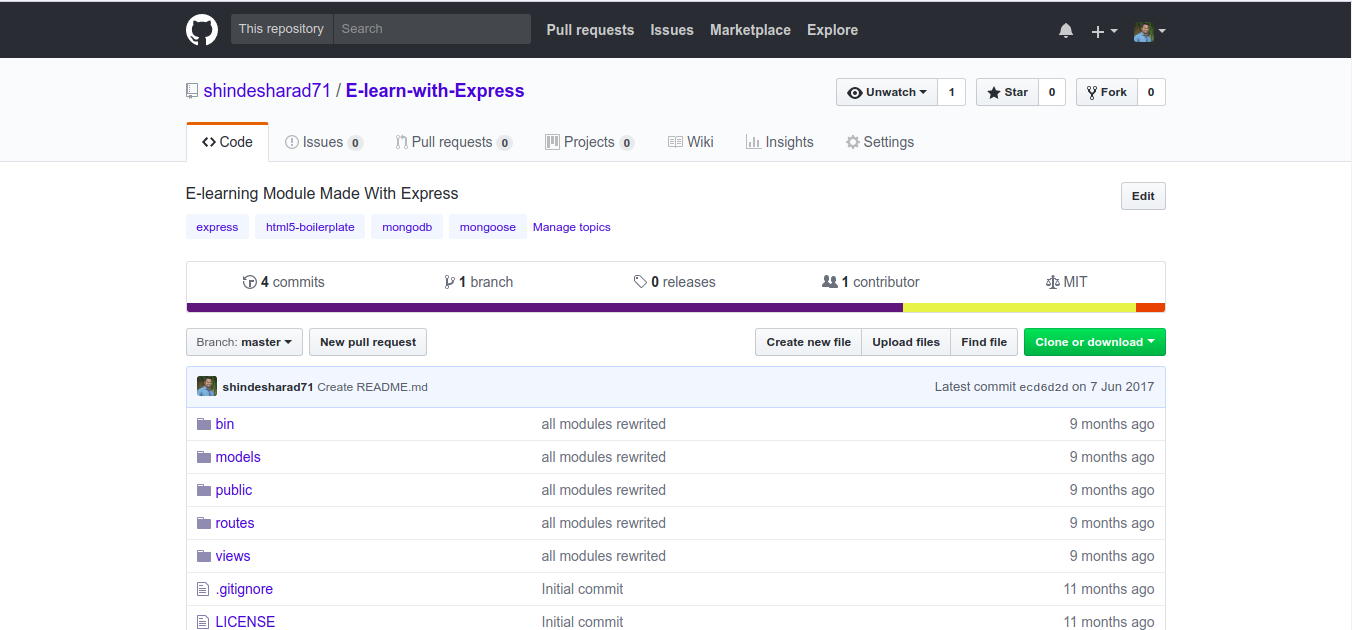 This repository Search Pull requests Issues Marketplace Explore
shindesharad71 / E-learn-with-Express Unwatch 1 Star 0 Fork 0
Code Issues 0 Pull requests 0 Projects 0 Wiki Insights Settings
E-learning Module Made With Express Edit
express html5-boilerplate mongodb mongoose Manage topics
4 commits 1 branch 0 releases 1 contributor MIT
Branch: master New pull request Create new file Upload files Find file Clone or download
shindesharad71 Create README.md Latest commit ecd6d2d on 7 Jun 2017
bin all modules rewrited 9 months ago
models all modules rewrited 9 months ago
public all modules rewrited 9 months ago
routes all modules rewrited 9 months ago
views all modules rewrited 9 months ago
.gitignore Initial commit 11 months ago
LICENSE Initial commit 11 months ago